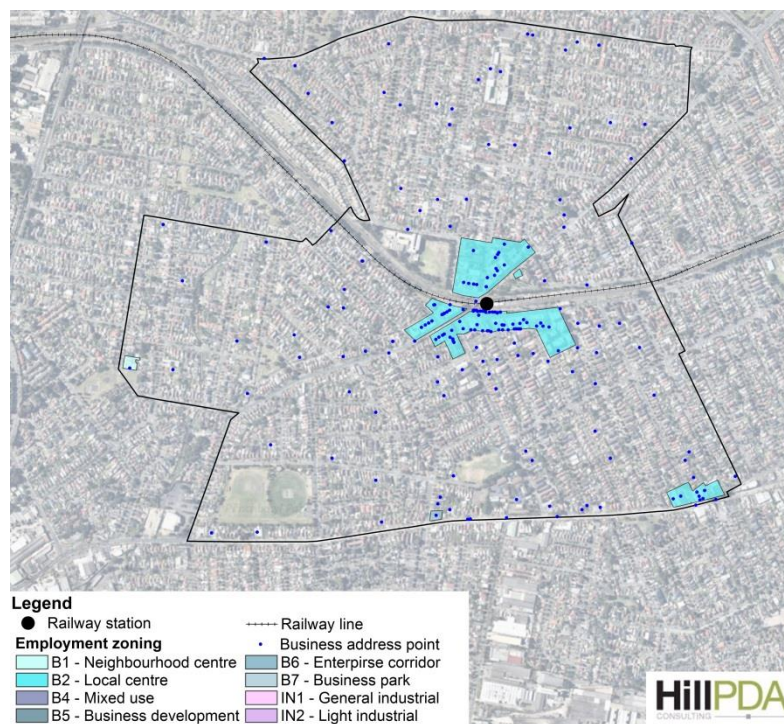 Legend
Railway station
Railway line
Employment zoning
Business address point
B1 - Neighbourhood centre
B6 - Enterpirse corridor
B2 - Local centre
B7 - Business park
B4 - Mixed use
IN1 - General industrial
B5 - Business development
IN2 - Light industrial
HillPDA
CONSULTING